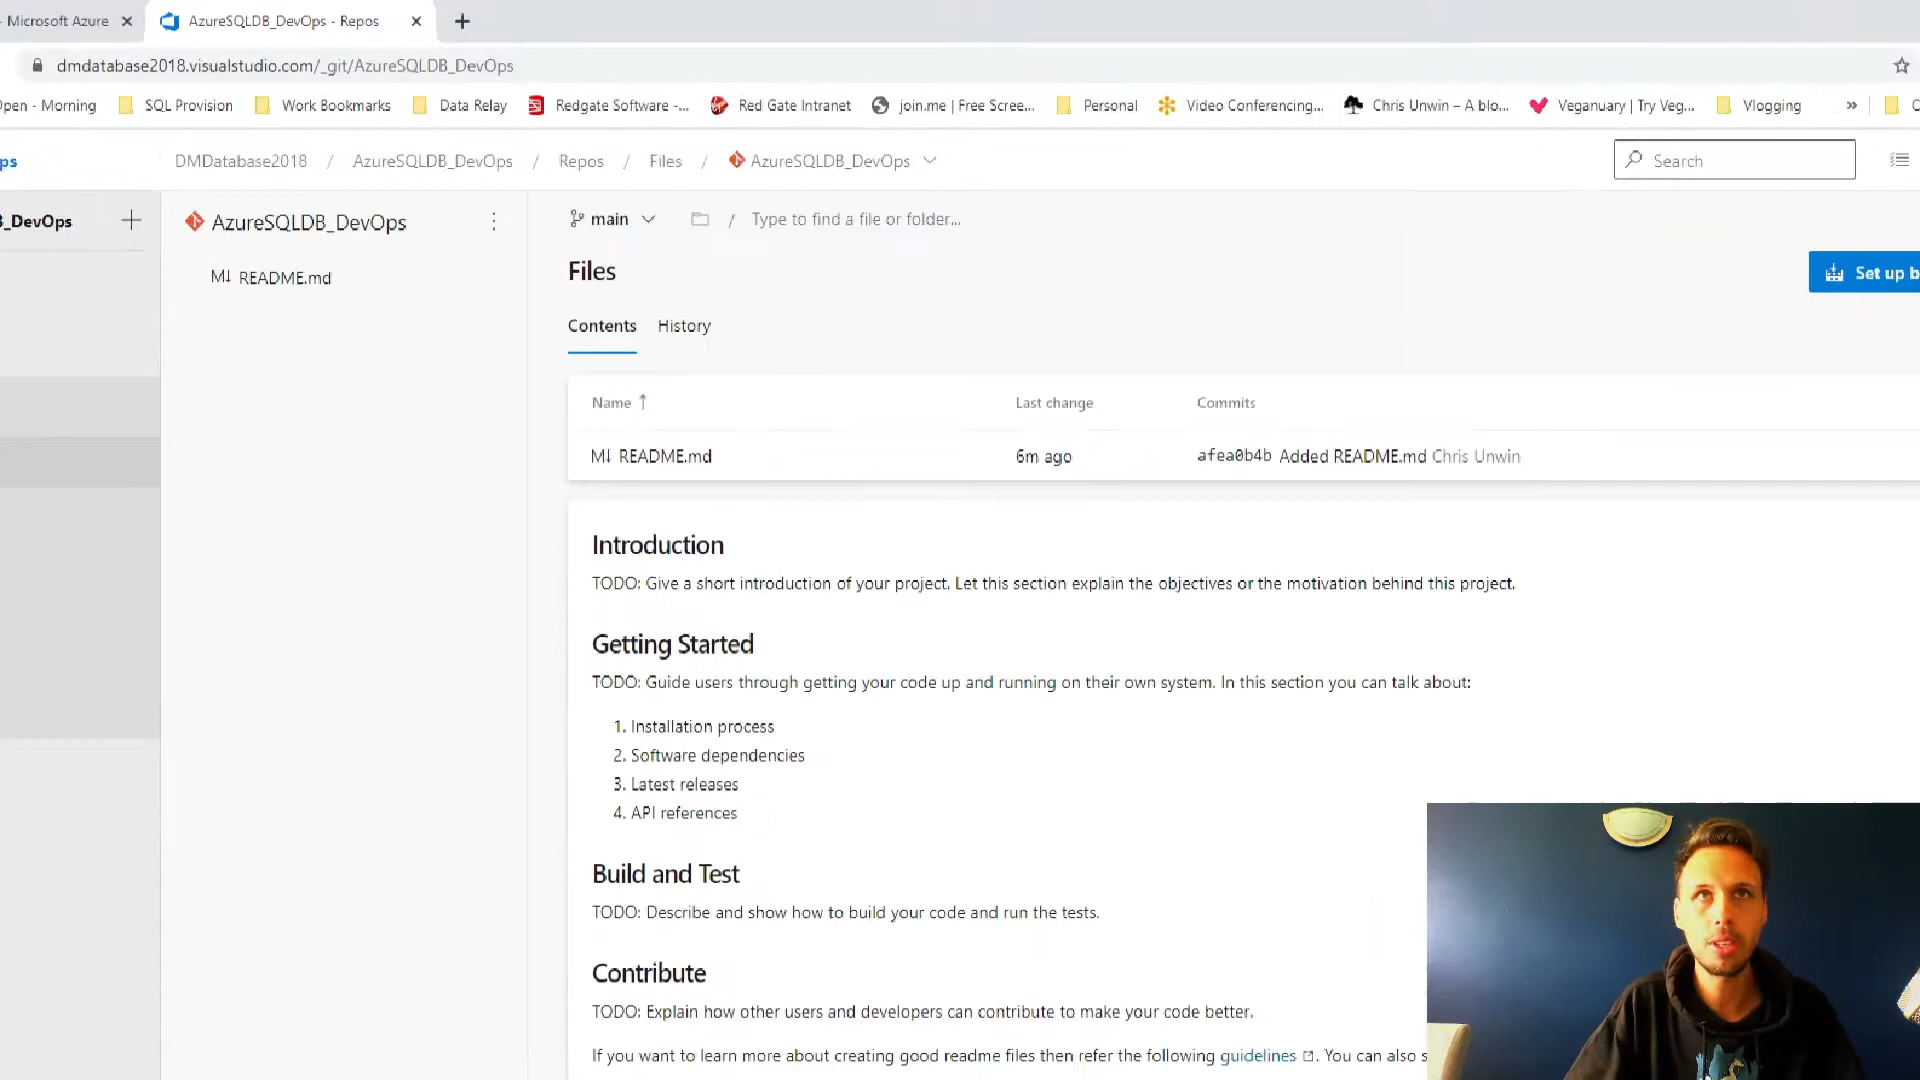 - Microsoft Azure
AzureSQLDB_DevOps - Repos
dmdatabase2018.visualstudio.com/_git/AzureSQLDB_DevOps
Open - Morning SQL Provision Work Bookmarks Data Relay Redgate Software -... Red Gate Intranet join.me | Free Scree... Personal Video Conferencing... Chris Unwin – A blo... Veganuary | Try Veg... Vlogging »
ps DMDatabase2018 / AzureSQLDB_DevOps / Repos / Files / AzureSQLDB_DevOps Search
B_DevOps +
AzureSQLDB_DevOps
README.md
main / Type to find a file or folder...
Files
Set up b
Contents History
Name ↑ Last change Commits
M↓ README.md 6m ago afea0b4b Added README.md Chris Unwin
Introduction
TODO: Give a short introduction of your project. Let this section explain the objectives or the motivation behind this project.
Getting Started
TODO: Guide users through getting your code up and running on their own system. In this section you can talk about:
1. Installation process
2. Software dependencies
3. Latest releases
4. API references
Build and Test
TODO: Describe and show how to build your code and run the tests.
Contribute
TODO: Explain how other users and developers can contribute to make your code better.
If you want to learn more about creating good readme files then refer the following guidelines. You can also s